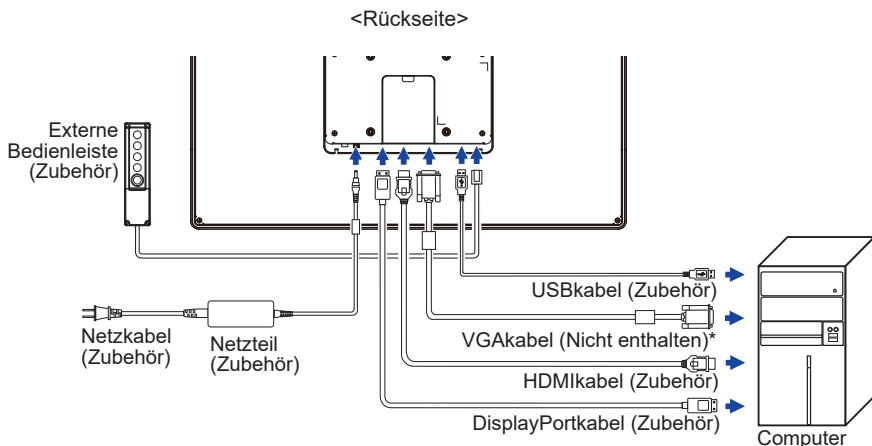 <Rückseite>
Externe
Bedienleiste
(Zubehör)
USBkabel (Zubehör)
Netzkabel
(Zubehör)
Netzteil
(Zubehör)
VGAkabel (Nicht enthalten)*
HDMIkabel (Zubehör)
DisplayPortkabel (Zubehör)
Computer